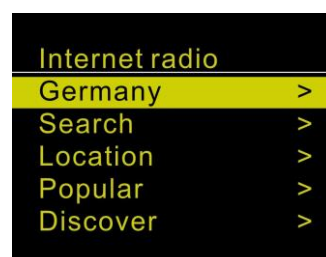 Internet radio
Germany >
Search >
Location >
Popular >
Discover >